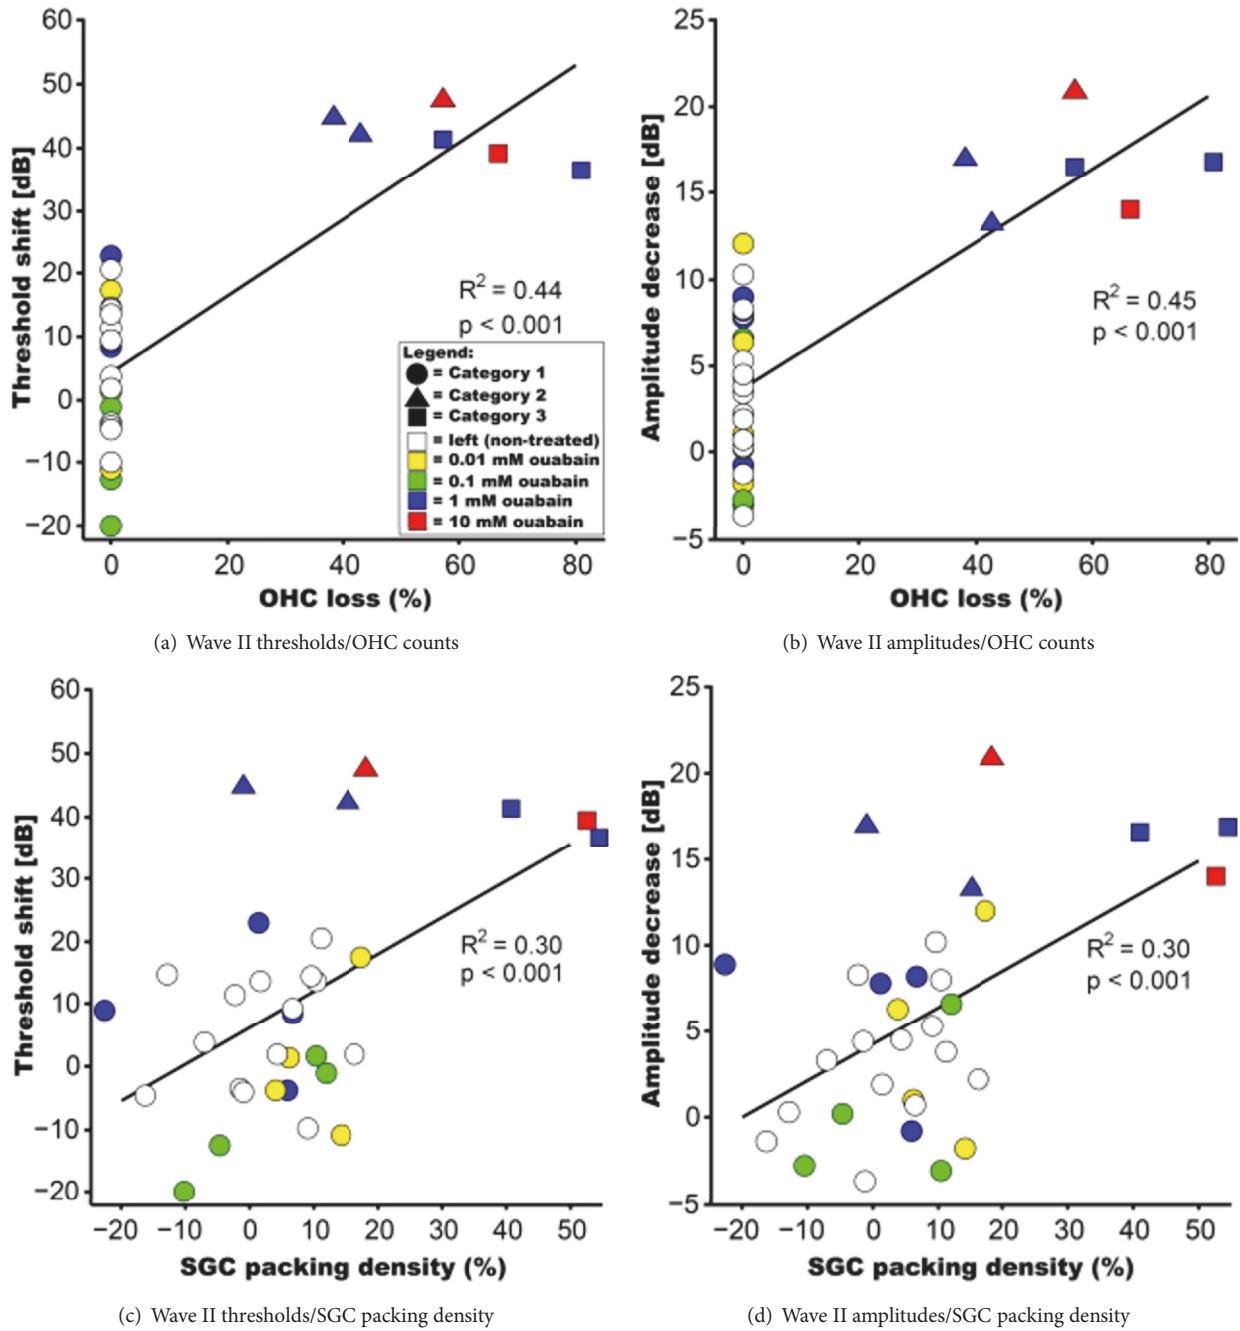 60
50
40
30
20
10
0
−10
−20
Threshold shift [dB]
R² = 0.44
p < 0.001
Legend:
= Category 1
= Category 2
= Category 3
= left (non-treated)
= 0.01 mM ouabain
= 0.1 mM ouabain
= 1 mM ouabain
= 10 mM ouabain
0 20 40 60 80
OHC loss (%)
(a) Wave II thresholds/OHC counts
25
20
15
10
5
0
−5
Amplitude decrease [dB]
R² = 0.45
p < 0.001
0 20 40 60 80
OHC loss (%)
(b) Wave II amplitudes/OHC counts
60
50
40
30
20
10
0
−10
−20
Threshold shift [dB]
R² = 0.30
p < 0.001
−20 −10 0 10 20 30 40 50
SGC packing density (%)
(c) Wave II thresholds/SGC packing density
25
20
15
10
5
0
−5
Amplitude decrease [dB]
R² = 0.30
p < 0.001
−20 −10 0 10 20 30 40 50
SGC packing density (%)
(d) Wave II amplitudes/SGC packing density